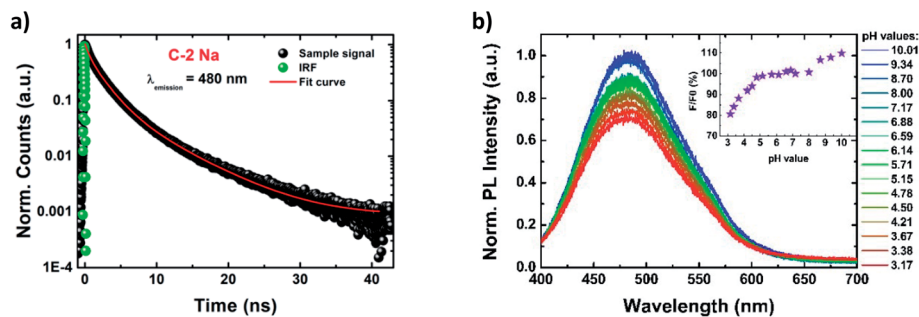 a)
C-2 Na
λemission = 480 nm
Sample signal
IRF
Fit curve
Norm. Counts (a.u.)
1
0.1
0.01
0.001
1E-4
0 10 20 30 40
Time (ns)
b)
Norm. PL Intensity (a.u.)
1.0
0.8
0.6
0.4
0.2
0.0
400 450 500 550 600 650 700
Wavelength (nm)
F/F0 (%)
110
100
90
80
70
3 4 5 6 7 8 9 10
pH value
pH values:
10.01
9.34
8.70
8.00
7.17
6.88
6.59
6.14
5.71
5.15
4.78
4.50
4.21
3.67
3.38
3.17